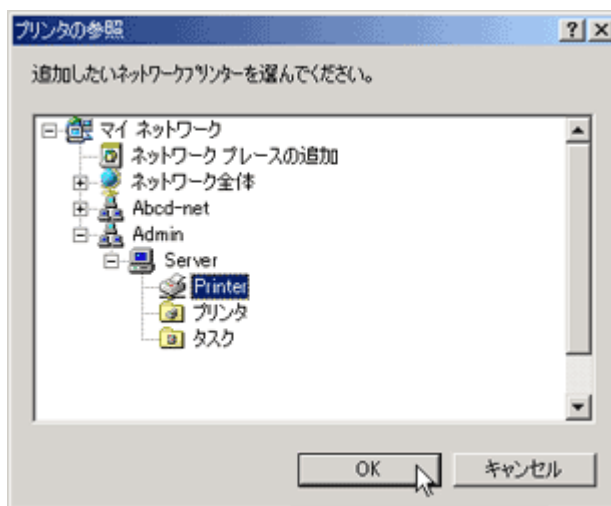 プリンタの参照
追加したいネットワークプリンターを選んでください。
マイ ネットワーク
ネットワーク プレースの追加
ネットワーク全体
Abcd-net
Admin
Server
Printer
プリンタ
タスク
OK
キャンセル